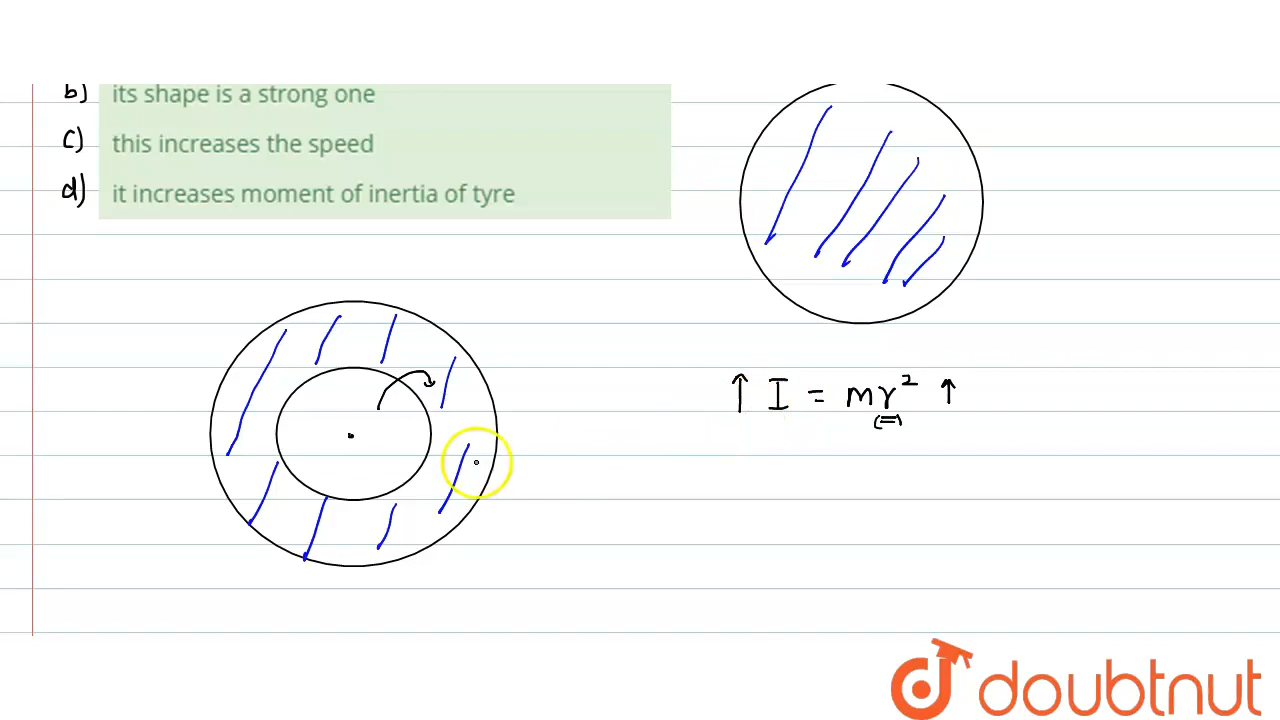 b) its shape is a strong one
c) this increases the speed
d) it increases moment of inertia of tyre
↑ I = mr² ↑
(=)
doubtnut